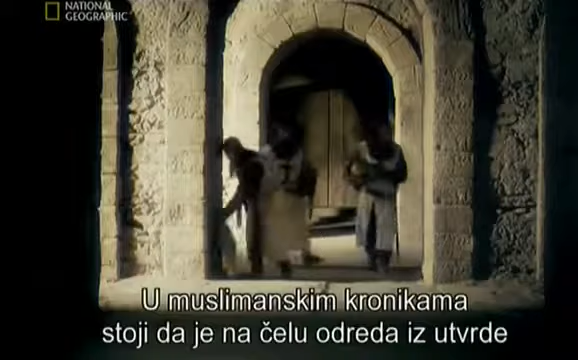 NATIONAL
GEOGRAPHIC
U muslimanskim kronikama
stoji da je na čelu odreda iz utvrde